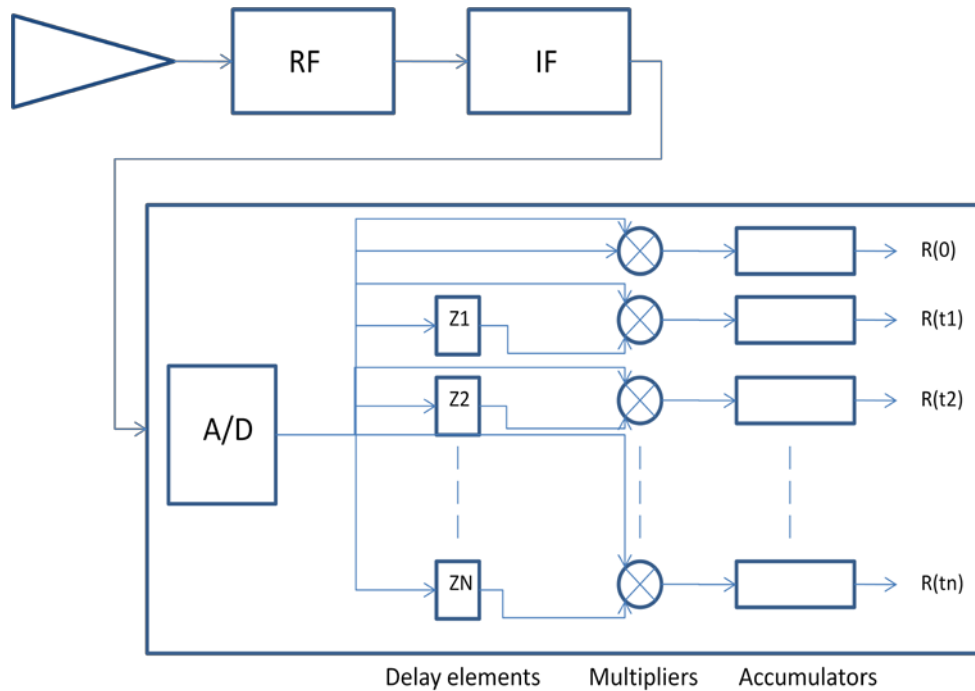 RF
IF
R(0)
Z1
R(t1)
Z2
R(t2)
A/D
ZN
R(tn)
Delay elements
Multipliers
Accumulators